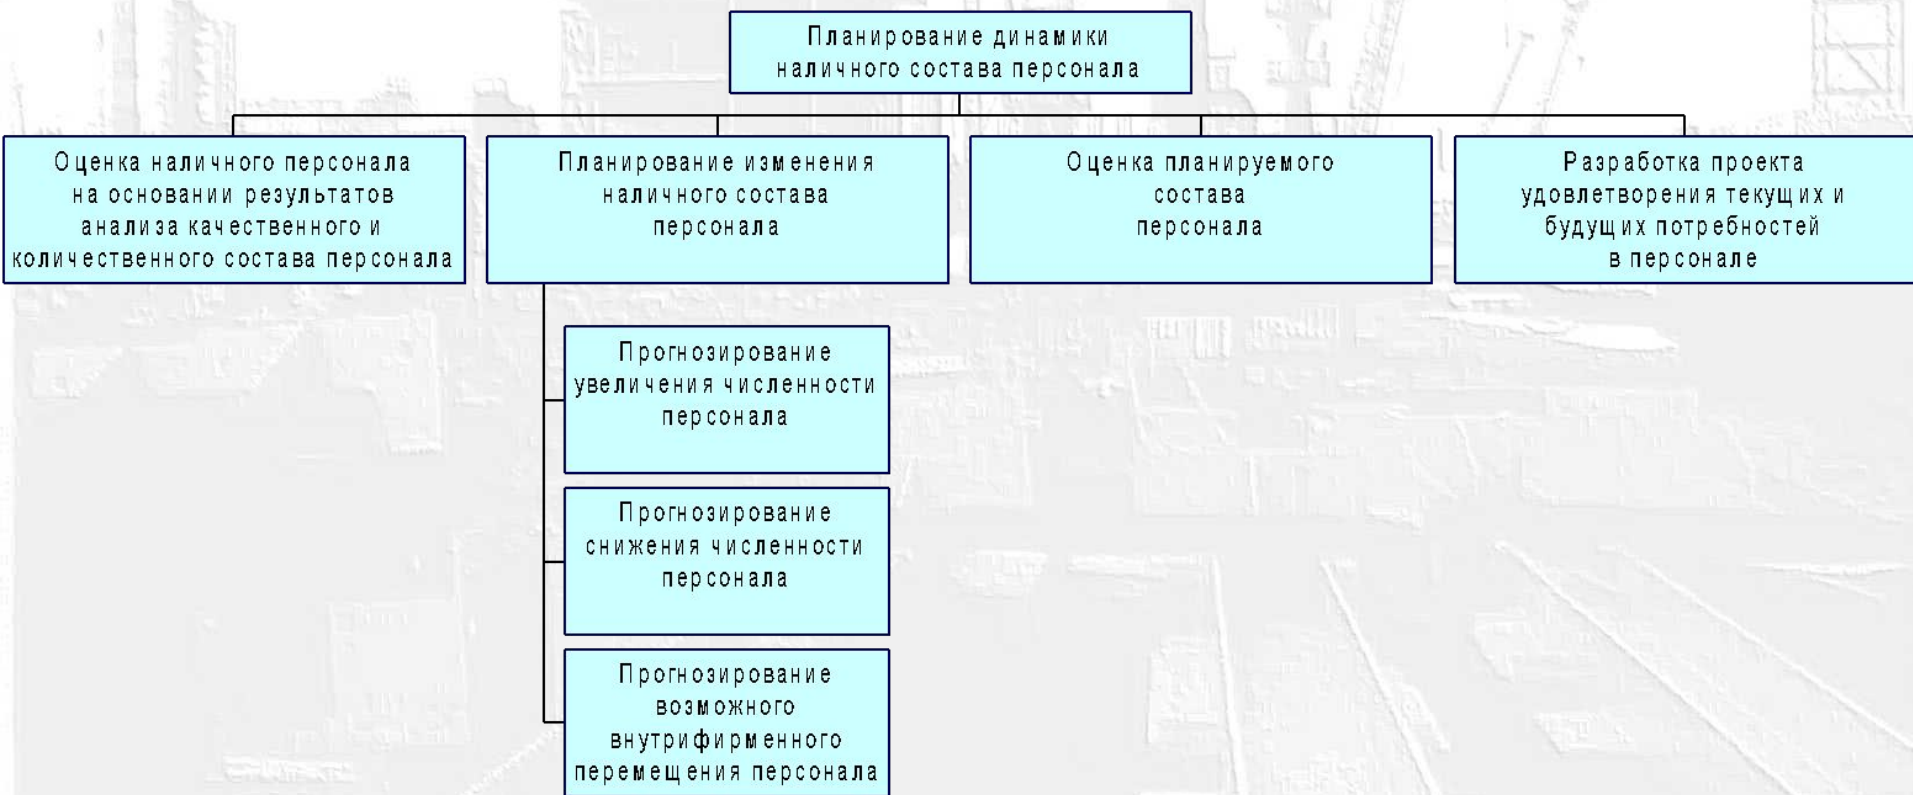 Планирование динамики
наличного состава персонала
Оценка наличного персонала
на основании результатов
анализа качественного и
количественного состава персонала
Планирование изменения
наличного состава
персонала
Оценка планируемого
состава
персонала
Разработка проекта
удовлетворения текущих и
будущих потребностей
в персонале
Прогнозирование
увеличения численности
персонала
Прогнозирование
снижения численности
персонала
Прогнозирование
возможного
внутрифирменного
перемещения персонала